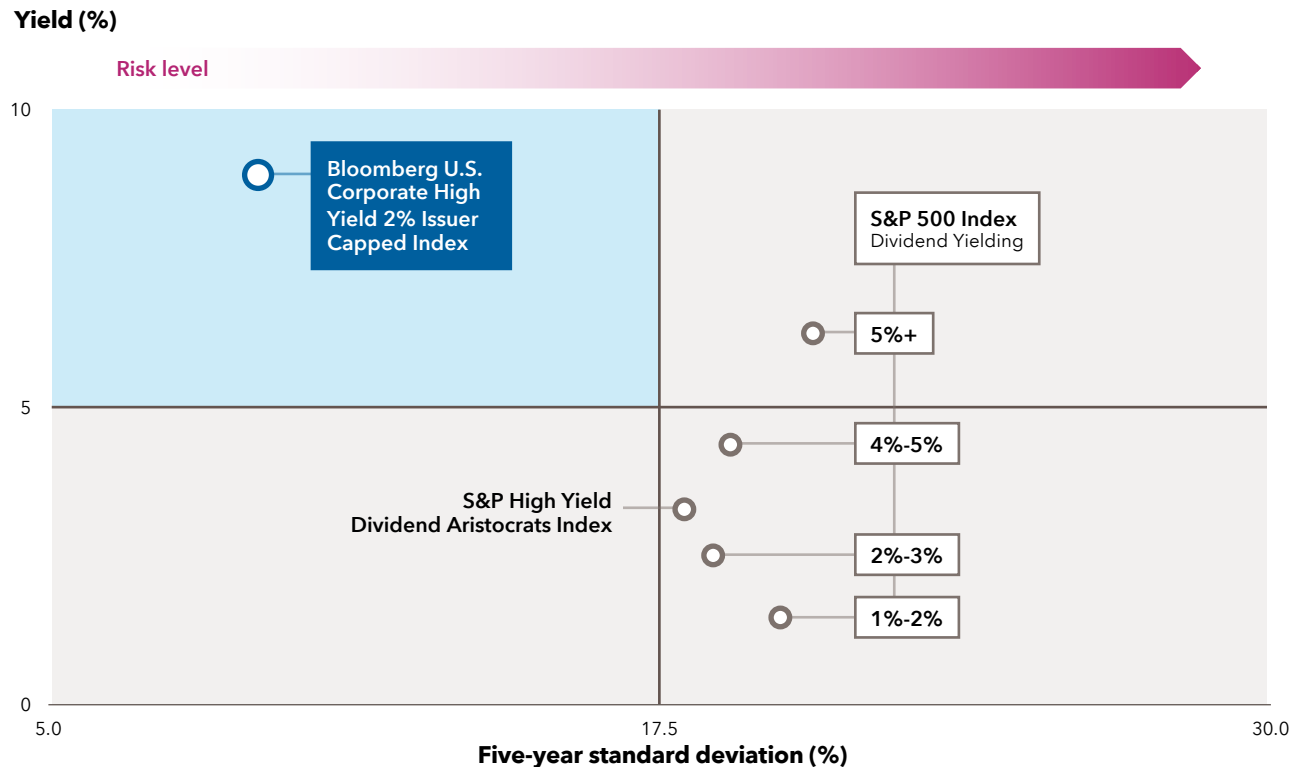 Yield (%)
Risk level
10
Bloomberg U.S.
Corporate High
Yield 2% Issuer
Capped Index
S&P 500 Index
Dividend Yielding
5%+
5
4%-5%
S&P High Yield
Dividend Aristocrats Index
2%-3%
1%-2%
0
5.0
17.5
30.0
Five-year standard deviation (%)